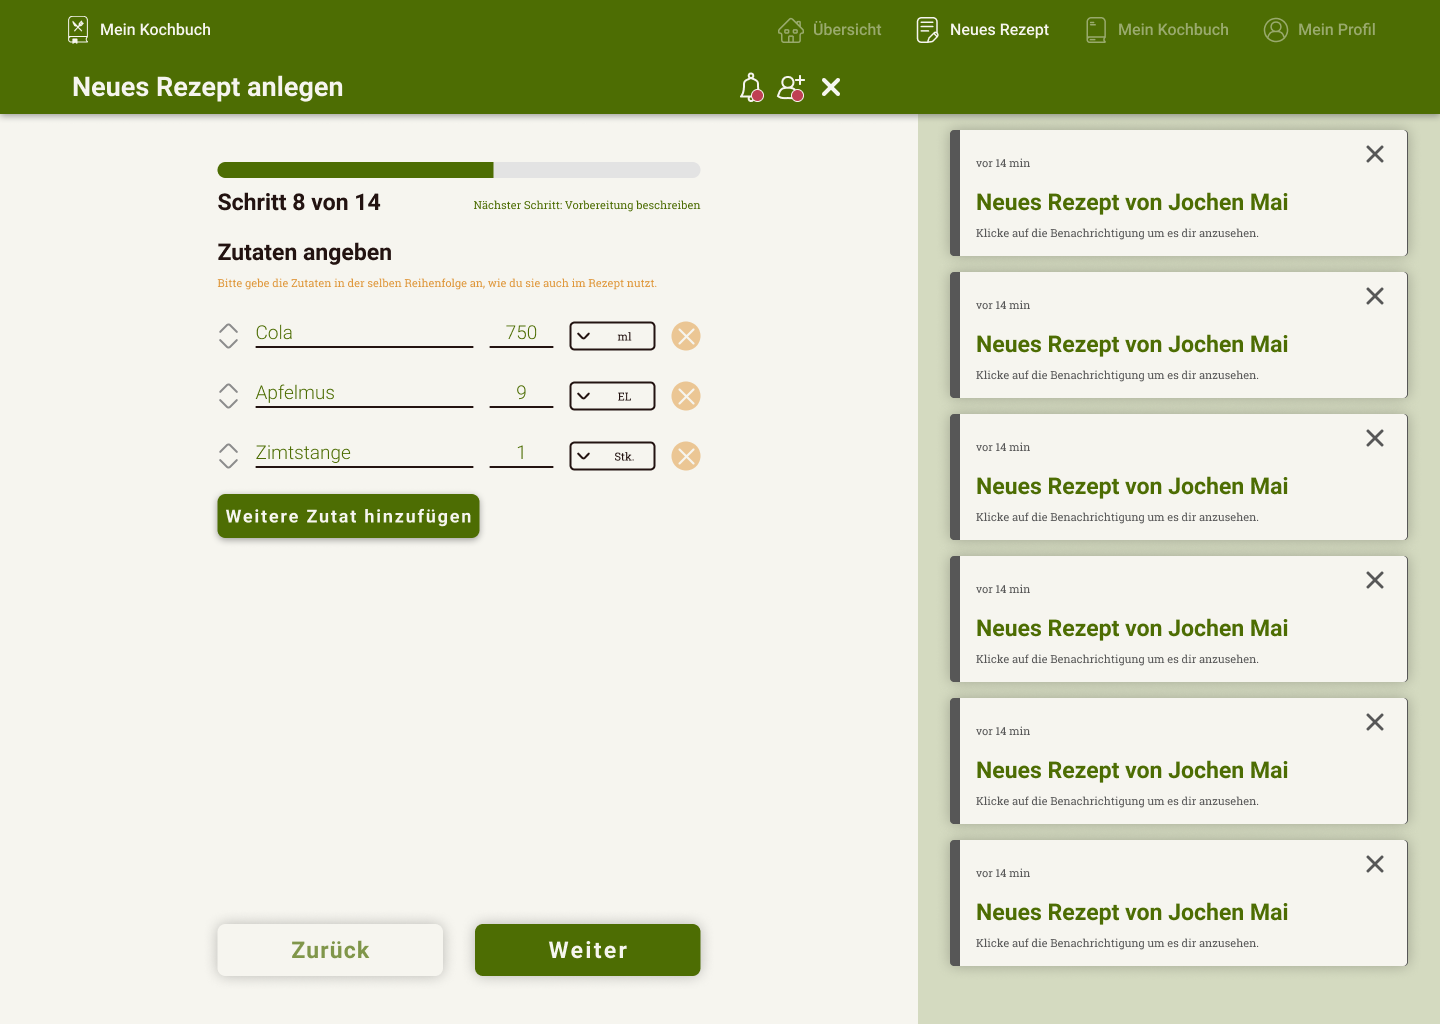 Mein Kochbuch
Übersicht
Neues Rezept
Mein Kochbuch
Mein Profil
Neues Rezept anlegen
Schritt 8 von 14
Nächster Schritt: Vorbereitung beschreiben
Zutaten angeben
Bitte gebe die Zutaten in der selben Reihenfolge an, wie du sie auch im Rezept nutzt.
Cola 750 ml
Apfelmus 9 EL
Zimtstange 1 Stk.
Weitere Zutat hinzufügen
Zurück
Weiter
vor 14 min
Neues Rezept von Jochen Mai
Klicke auf die Benachrichtigung um es dir anzusehen.
vor 14 min
Neues Rezept von Jochen Mai
Klicke auf die Benachrichtigung um es dir anzusehen.
vor 14 min
Neues Rezept von Jochen Mai
Klicke auf die Benachrichtigung um es dir anzusehen.
vor 14 min
Neues Rezept von Jochen Mai
Klicke auf die Benachrichtigung um es dir anzusehen.
vor 14 min
Neues Rezept von Jochen Mai
Klicke auf die Benachrichtigung um es dir anzusehen.
vor 14 min
Neues Rezept von Jochen Mai
Klicke auf die Benachrichtigung um es dir anzusehen.